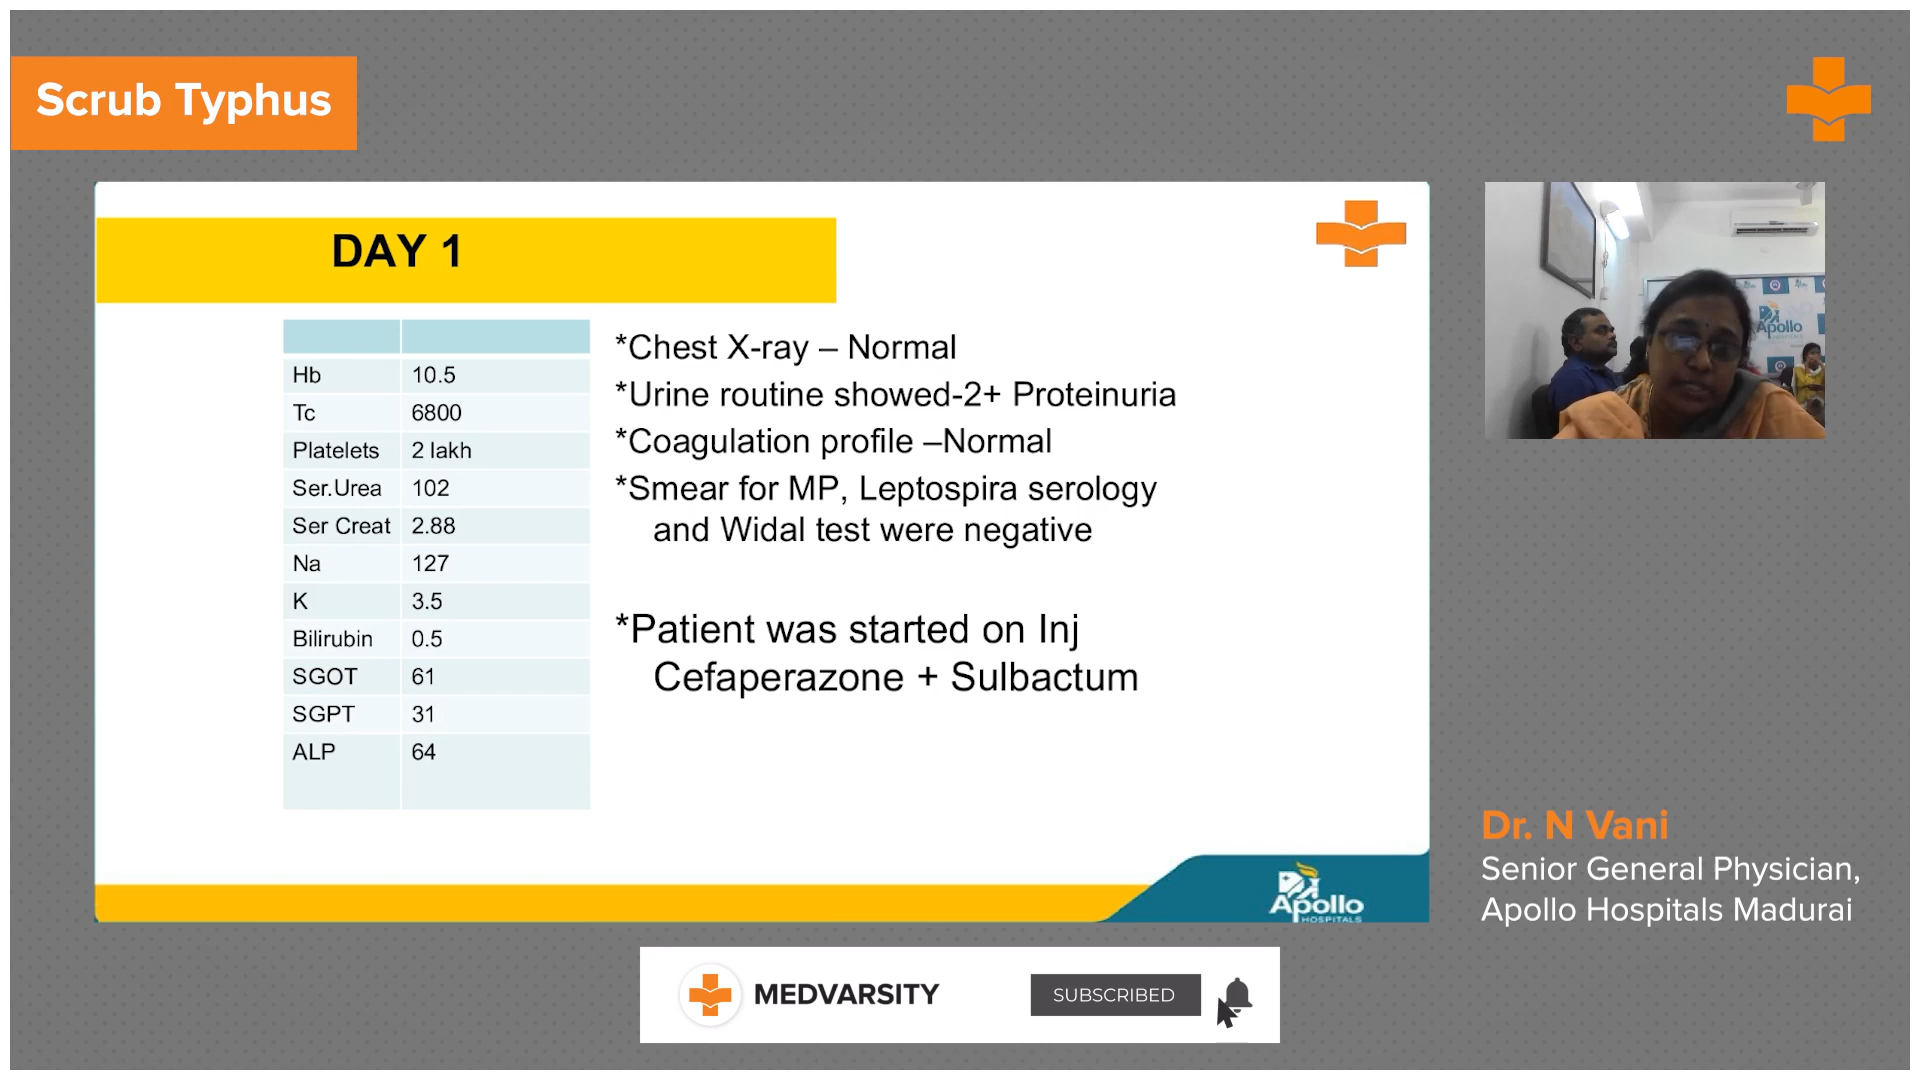 Scrub Typhus
DAY 1
Hb 10.5
Tc 6800
Platelets 2 lakh
Ser.Urea 102
Ser Creat 2.88
Na 127
K 3.5
Bilirubin 0.5
SGOT 61
SGPT 31
ALP 64
*Chest X-ray – Normal
*Urine routine showed-2+ Proteinuria
*Coagulation profile –Normal
*Smear for MP, Leptospira serology
and Widal test were negative
*Patient was started on Inj
Cefaperazone + Sulbactum
Apollo
HOSPITALS
Apollo
Dr. N Vani
Senior General Physician,
Apollo Hospitals Madurai
MEDVARSITY
SUBSCRIBED